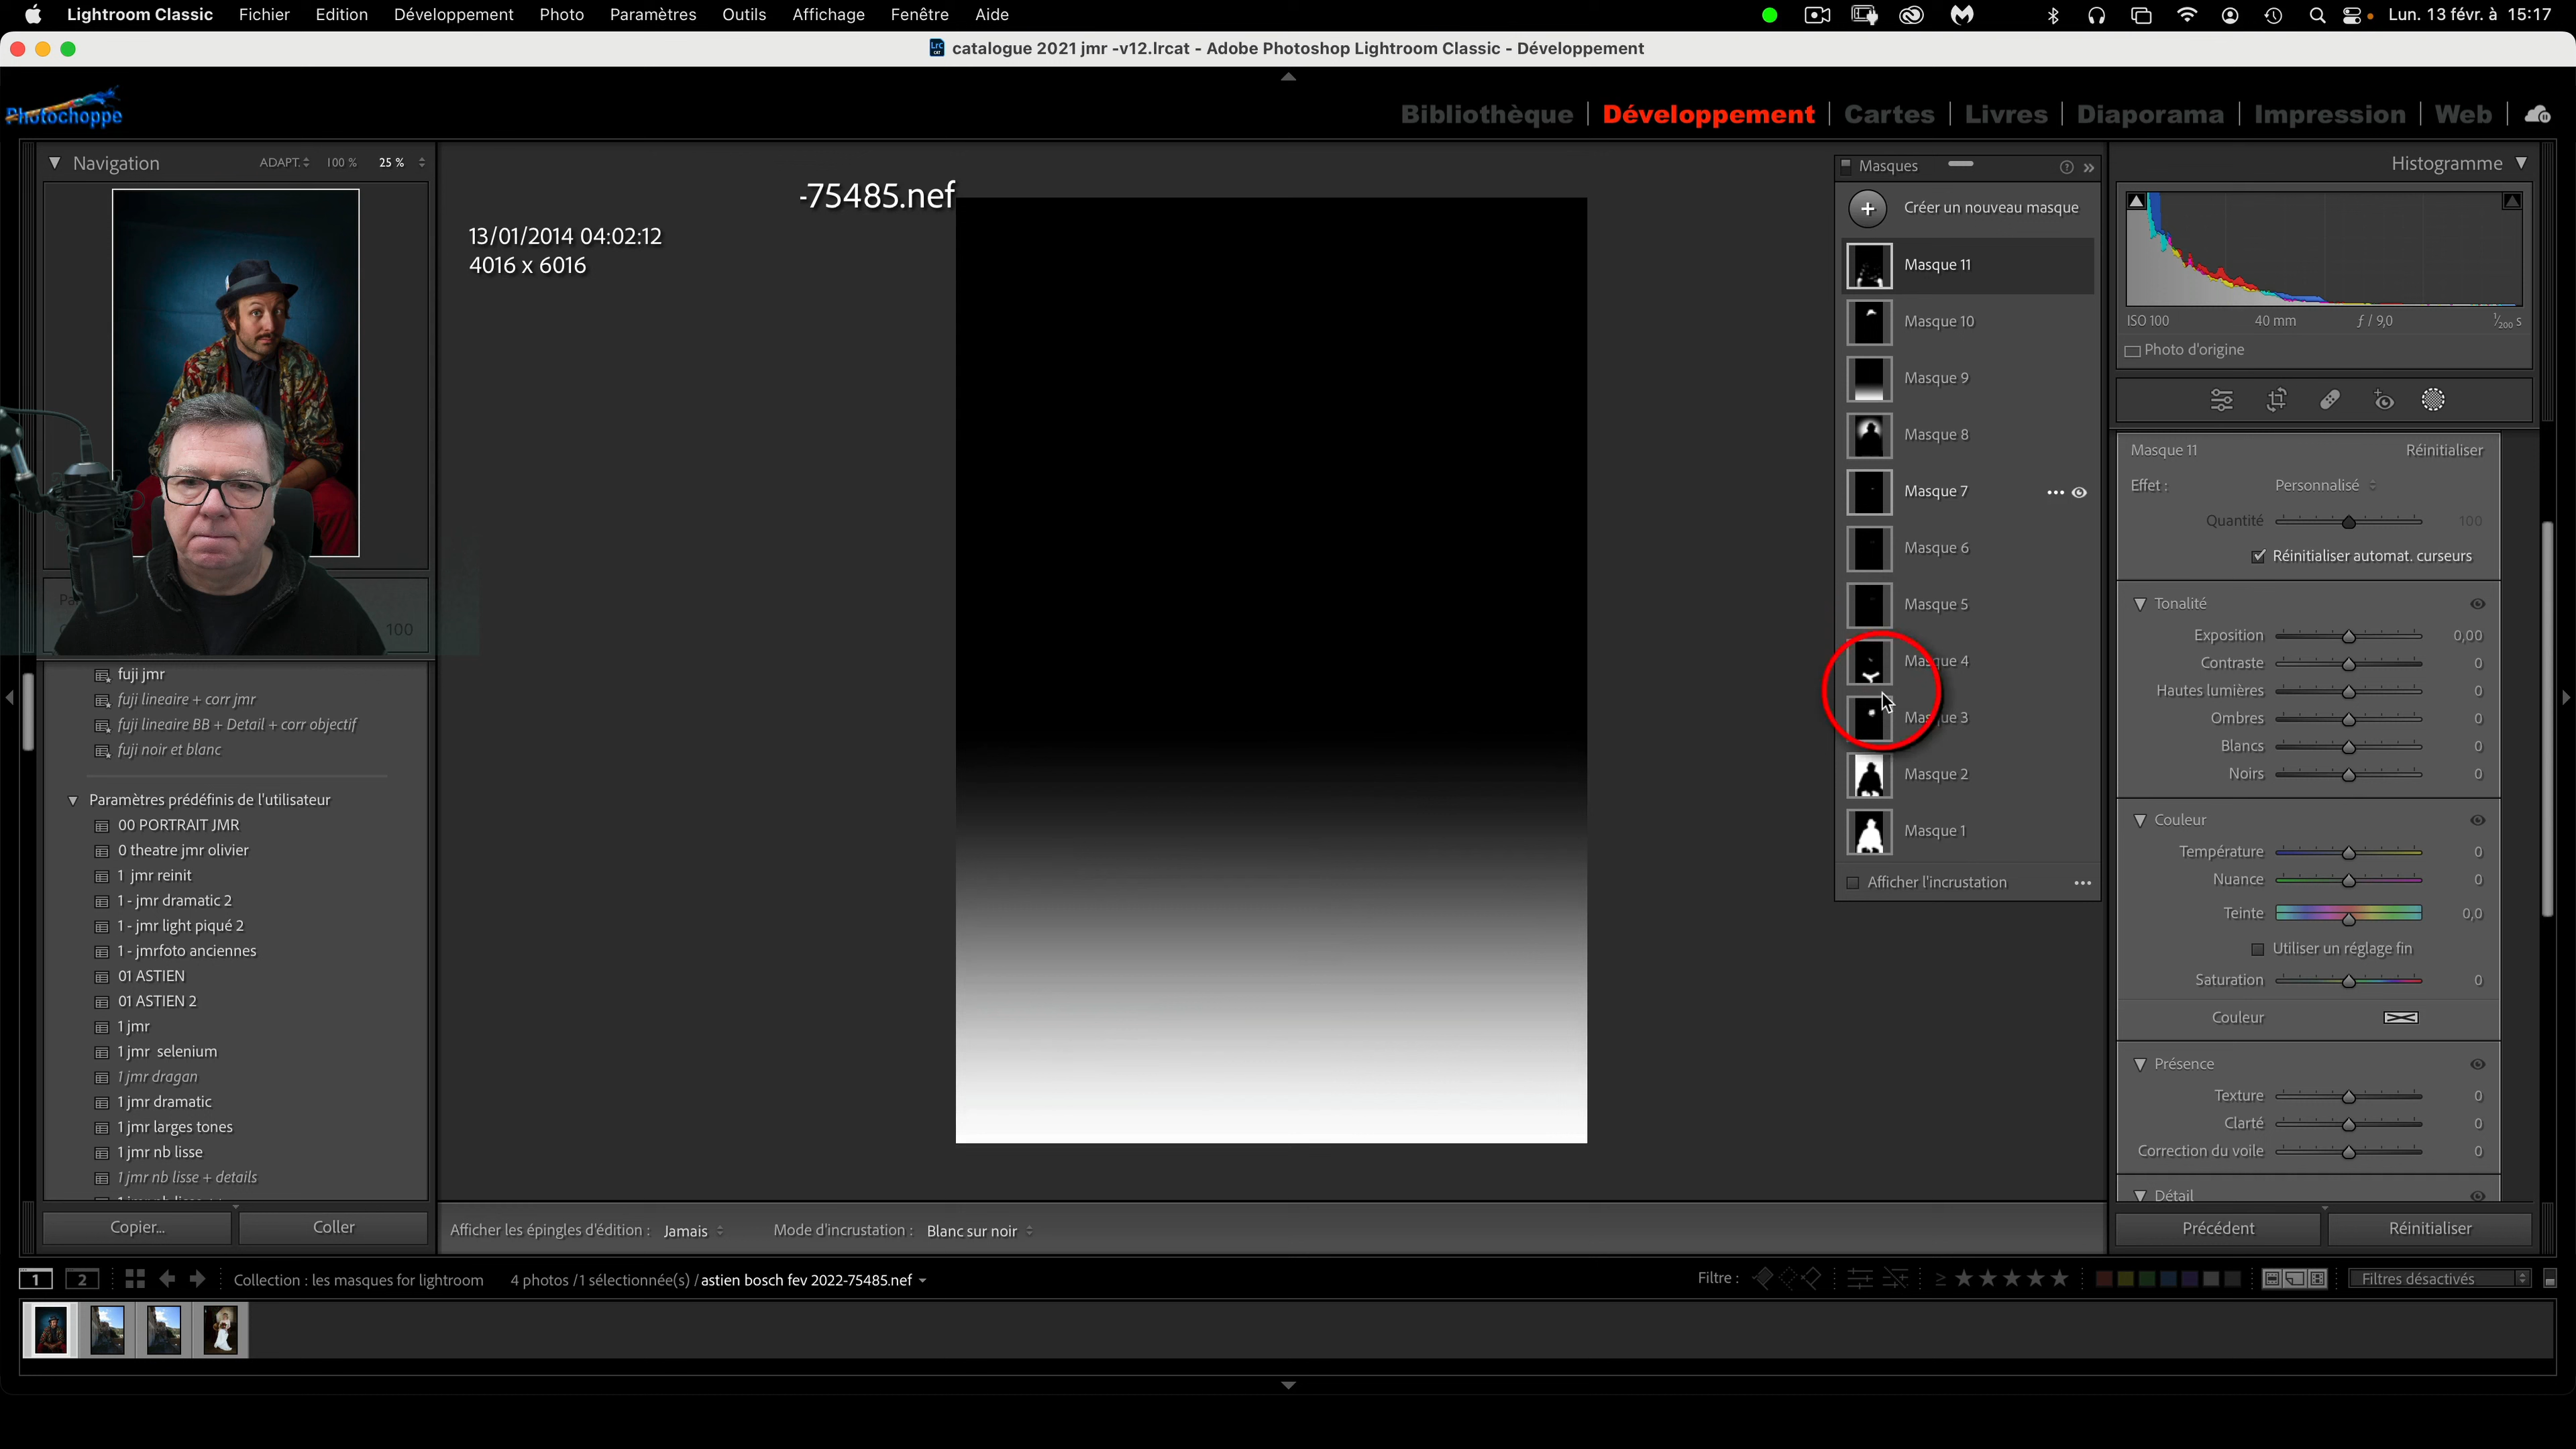 Lightroom Classic Fichier Edition Développement Photo Paramètres Outils Affichage Fenêtre Aide Lun. 13 févr. à 15:17
catalogue 2021 jmr -v12.lrcat - Adobe Photoshop Lightroom Classic - Développement
Photochoppe
Bibliothèque | Développement | Cartes | Livres | Diaporama | Impression | Web
Navigation ADAPT. 100 % 25 %
-75485.nef
13/01/2014 04:02:12
4016 x 6016
100
fuji jmr
fuji lineaire + corr jmr
fuji lineaire BB + Detail + corr objectif
fuji noir et blanc
Paramètres prédéfinis de l'utilisateur
00 PORTRAIT JMR
0 theatre jmr olivier
1 jmr reinit
1 - jmr dramatic 2
1 - jmr light piqué 2
1 - jmrfoto anciennes
01 ASTIEN
01 ASTIEN 2
1 jmr
1 jmr selenium
1 jmr dragan
1 jmr dramatic
1 jmr larges tones
1 jmr nb lisse
1 jmr nb lisse + details
Copier... Coller
Masques
Créer un nouveau masque
Masque 11
Masque 10
Masque 9
Masque 8
Masque 7
Masque 6
Masque 5
Masque 4
Masque 3
Masque 2
Masque 1
Afficher l'incrustation
Histogramme
ISO 100 40 mm ƒ / 9,0 1/200 s
Photo d'origine
Masque 11 Réinitialiser
Effet : Personnalisé
Quantité 100
Réinitialiser automat. curseurs
Tonalité
Exposition 0,00
Contraste 0
Hautes lumières 0
Ombres 0
Blancs 0
Noirs 0
Couleur
Température 0
Nuance 0
Teinte 0,0
Utiliser un réglage fin
Saturation 0
Couleur
Présence
Texture 0
Clarté 0
Correction du voile 0
Détail
Précédent Réinitialiser
Afficher les épingles d'édition : Jamais Mode d'incrustation : Blanc sur noir
1 2 Collection : les masques for lightroom 4 photos /1 sélectionnée(s) /astien bosch fev 2022-75485.nef Filtre : ≥ ★★★★★ Filtres désactivés